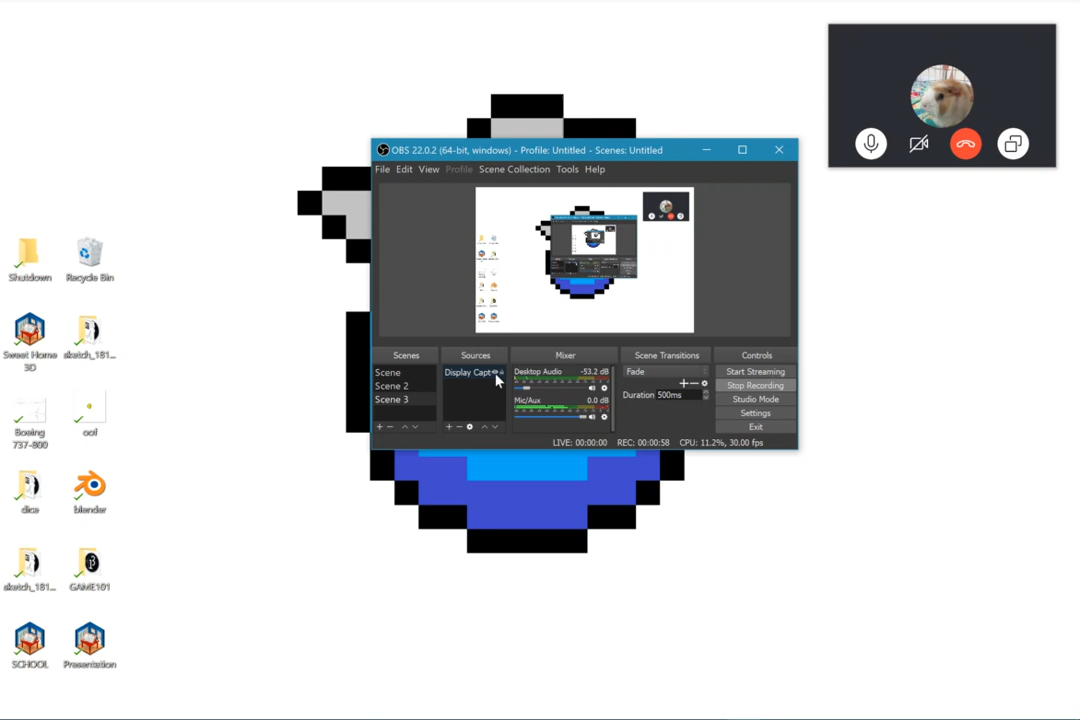 OBS 22.0.2 (64-bit, windows) - Profile: Untitled - Scenes: Untitled
File Edit View Profile Scene Collection Tools Help
Scenes Sources Mixer Scene Transitions Controls
Scene
Scene 2
Scene 3
Display Capt
Desktop Audio -53.2 dB
Mic/Aux 0.0 dB
Fade
Duration 500ms
Start Streaming
Stop Recording
Studio Mode
Settings
Exit
LIVE: 00:00:00 REC: 00:00:58 CPU: 11.2%, 30.00 fps
Shutdown
Recycle Bin
Sweet Home
3D
sketch_181...
Boeing
737-800
oof
dice
blender
sketch_181...
GAME101
SCHOOL
Presentation